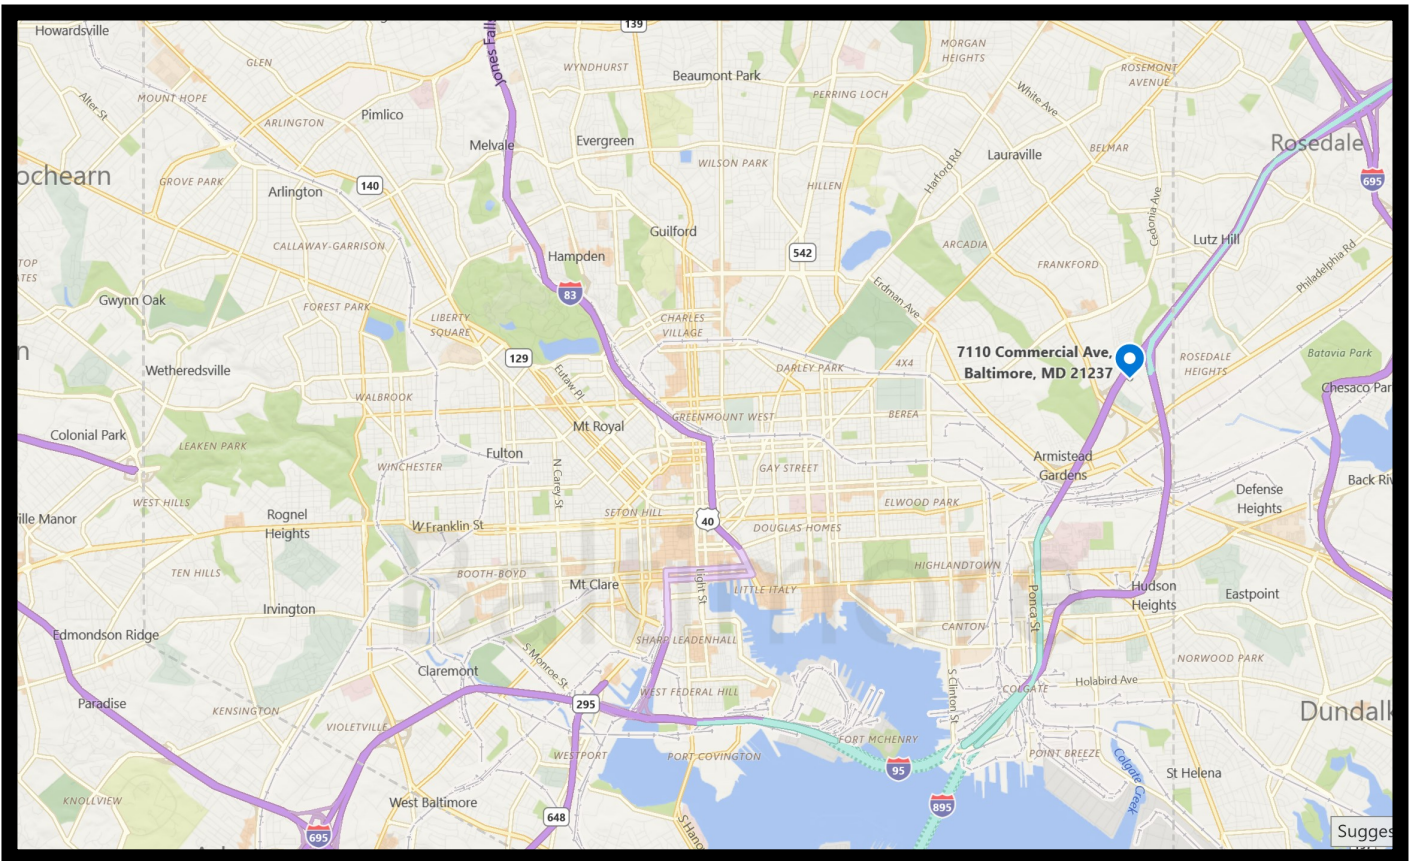 139
Howardsville
Jones Falls
MORGAN
HEIGHTS
GLEN
WYNDHURST
Beaumont Park
ROSEMONT
AVENUE
Alter St
MOUNT HOPE
PERRING LOCH
White Ave
ARLINGTON
Pimlico
Melvale
Evergreen
Rosedale
BELMAR
Lauraville
WILSON PARK
Harford Rd
ochearn
GROVE PARK
Arlington
140
HILLEN
695
Cedonia Ave
Guilford
CALLAWAY-GARRISON
Hampden
542
ARCADIA
Lutz Hill
TOP
ATES
FRANKFORD
Philadelphia Rd
Gwynn Oak
FOREST PARK
83
Erdman Ave
LIBERTY
SQUARE
CHARLES
VILLAGE
n
129
7110 Commercial Ave,
Baltimore, MD 21237
ROSEDALE
HEIGHTS
Batavia Park
Wetheredsville
DARLEY PARK
4X4
Eutaw Pl
Chesaco Par
WALBROOK
GREENMOUNT WEST
BEREA
Mt Royal
Colonial Park
LEAKEN PARK
Fulton
Armistead
Gardens
WINCHESTER
N Carey St
GAY STREET
Back Riv
WEST HILLS
ELWOOD PARK
Defense
Heights
ille Manor
Rognel
Heights
SETON HILL
40
W Franklin St
DOUGLAS HOMES
Baltimore
TEN HILLS
BOOTH-BOYD
Mt Clare
light St
LITTLE ITALY
HIGHLANDTOWN
Ponca St
Hudson
Heights
Eastpoint
Irvington
Edmondson Ridge
SHARP LEADENHALL
CANTON
S Monroe St
Claremont
NORWOOD PARK
S Clinton St
COLGATE
Holabird Ave
Paradise
WEST FEDERAL HILL
295
KENSINGTON
VIOLETVILLE
Dundalk
WESTPORT
PORT COVINGTON
FORT MCHENRY
POINT BREEZE
95
Colgate Creek
St Helena
KNOLLVIEW
West Baltimore
895
648
S Hano
695
Sugges